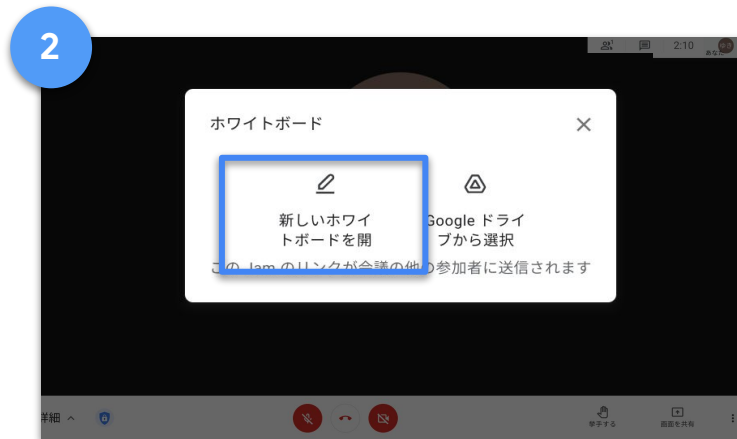 2
2:10
あなた
ホワイトボード
新しいホワイ
トボードを開
Google ドライ
ブから選択
この Jam のリンクが会議の他の参加者に送信されます
詳細
挙手する
画面を共有